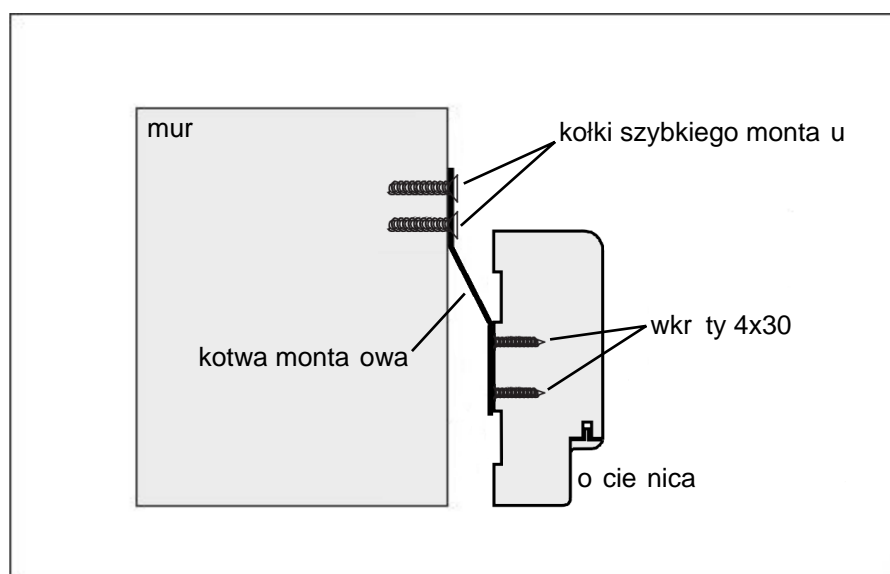 mur
kołki szybkiego monta u
wkr ty 4x30
kotwa monta owa
o cie nica